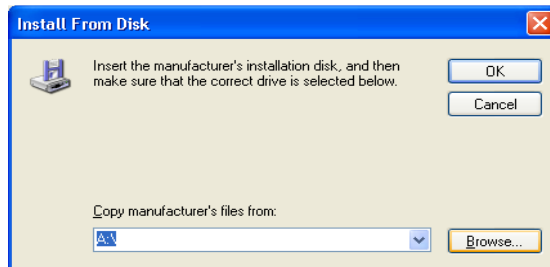 Install From Disk
Insert the manufacturer's installation disk, and then
make sure that the correct drive is selected below.
OK
Cancel
Copy manufacturer's files from:
A:\
Browse...